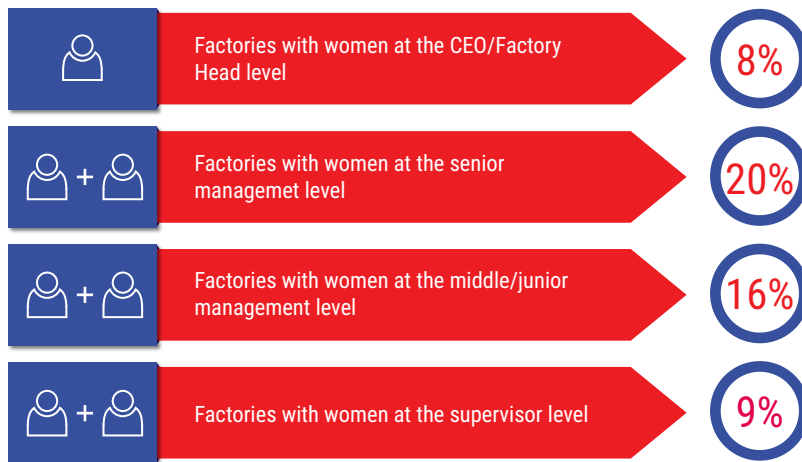 Factories with women at the CEO/Factory
Head level
8%
+
Factories with women at the senior
managemet level
20%
+
Factories with women at the middle/junior
management level
16%
+
Factories with women at the supervisor level
9%